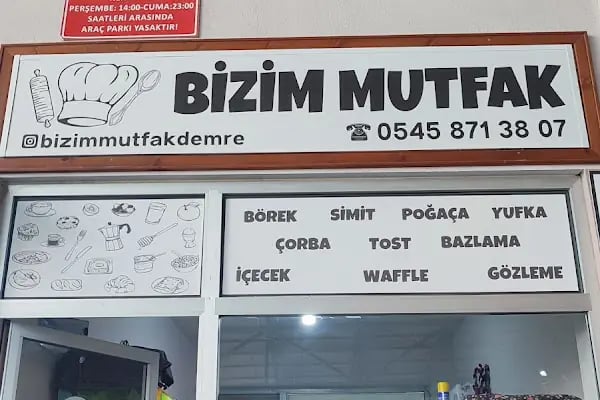 PERŞEMBE: 14:00-CUMA:23:00
SAATLERİ ARASINDA
ARAÇ PARKI YASAKTIR!
BİZİM MUTFAK
bizimmutfakdemre
0545 871 38 07
BÖREK SİMİT POĞAÇA YUFKA
ÇORBA TOST BAZLAMA
İÇECEK WAFFLE GÖZLEME